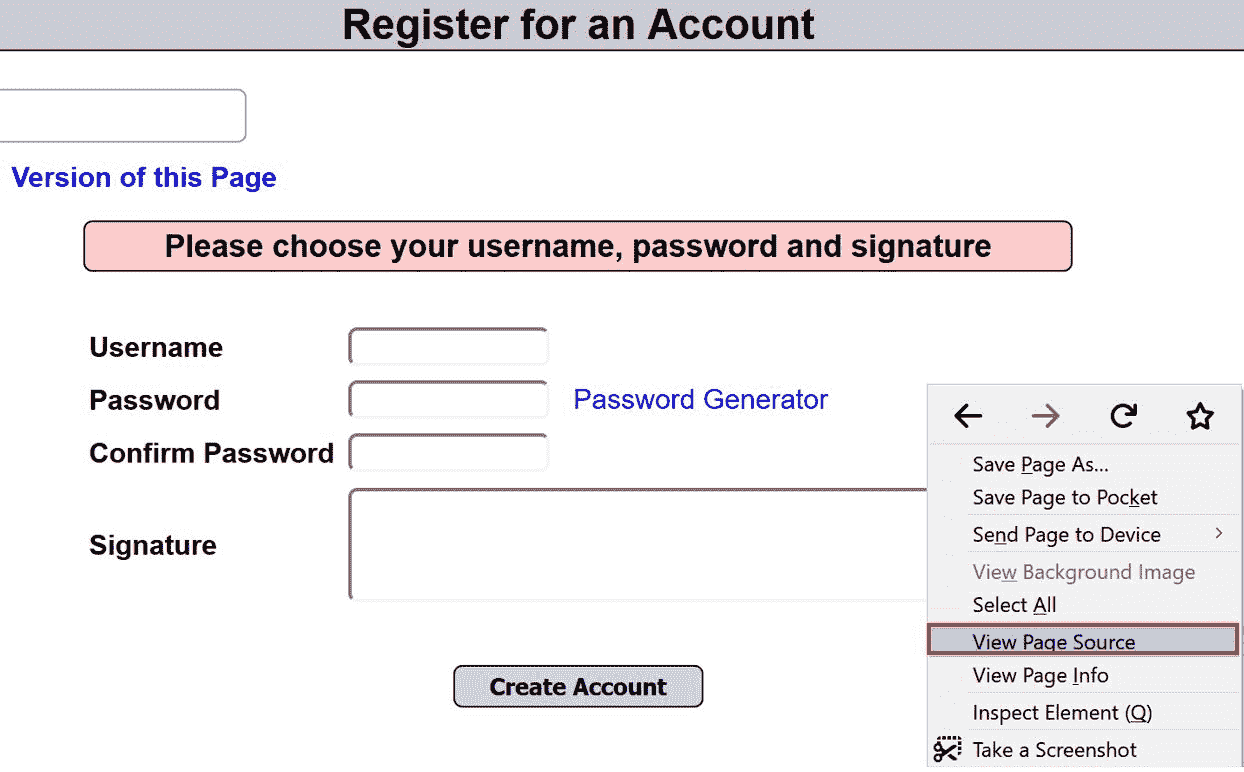 Register for an Account
Version of this Page
Please choose your username, password and signature
Username
Password
Password Generator
Confirm Password
Signature
Create Account
Save Page As...
Save Page to Pocket
Send Page to Device
View Background Image
Select All
View Page Source
View Page Info
Inspect Element (Q)
Take a Screenshot